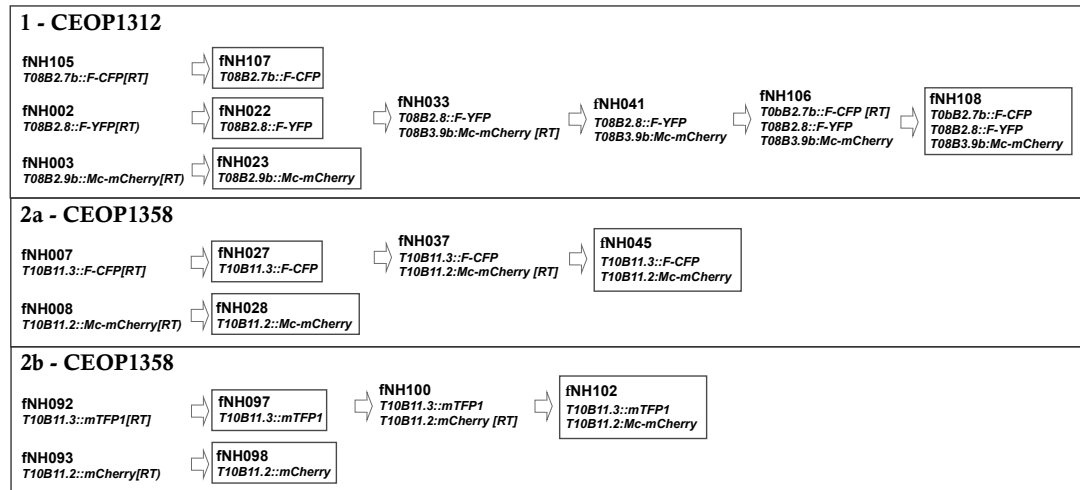 1 - CEOP1312
fNH105
T08B2.7b::F-CFP[RT]
fNH107
T08B2.7b::F-CFP
fNH002
T08B2.8::F-YFP[RT)
fNH022
T08B2.8::F-YFP
fNH033
T08B2.8::F-YFP
T08B3.9b:Mc-mCherry [RT]
fNH041
T08B2.8::F-YFP
T08B3.9b:Mc-mCherry
fNH106
T0bB2.7b::F-CFP [RT]
T08B2.8::F-YFP
T08B3.9b:Mc-mCherry
fNH108
T0bB2.7b::F-CFP
T08B2.8::F-YFP
T08B3.9b:Mc-mCherry
fNH003
T08B2.9b::Mc-mCherry[RT)
fNH023
T08B2.9b::Mc-mCherry
2a - CEOP1358
fNH007
T10B11.3::F-CFP[RT]
fNH027
T10B11.3::F-CFP
fNH037
T10B11.3::F-CFP
T10B11.2:Mc-mCherry [RT]
fNH045
T10B11.3::F-CFP
T10B11.2:Mc-mCherry
fNH008
T10B11.2::Mc-mCherry[RT)
fNH028
T10B11.2::Mc-mCherry
2b - CEOP1358
fNH092
T10B11.3::mTFP1[RT]
fNH097
T10B11.3::mTFP1
fNH100
T10B11.3::mTFP1
T10B11.2:mCherry [RT]
fNH102
T10B11.3::mTFP1
T10B11.2:Mc-mCherry
fNH093
T10B11.2::mCherry[RT)
fNH098
T10B11.2::mCherry